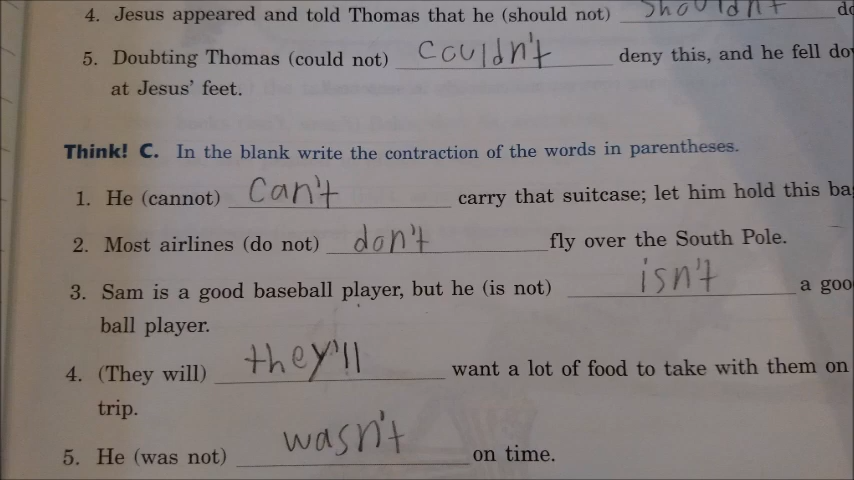 4. Jesus appeared and told Thomas that he (should not) shouldn't
5. Doubting Thomas (could not) couldn't deny this, and he fell
at Jesus' feet.
Think! C. In the blank write the contraction of the words in parentheses.
1. He (cannot) can't carry that suitcase; let him hold this
2. Most airlines (do not) don't fly over the South Pole.
3. Sam is a good baseball player, but he (is not) isn't a
ball player.
4. (They will) they'll want a lot of food to take with them on
trip.
5. He (was not) wasn't on time.